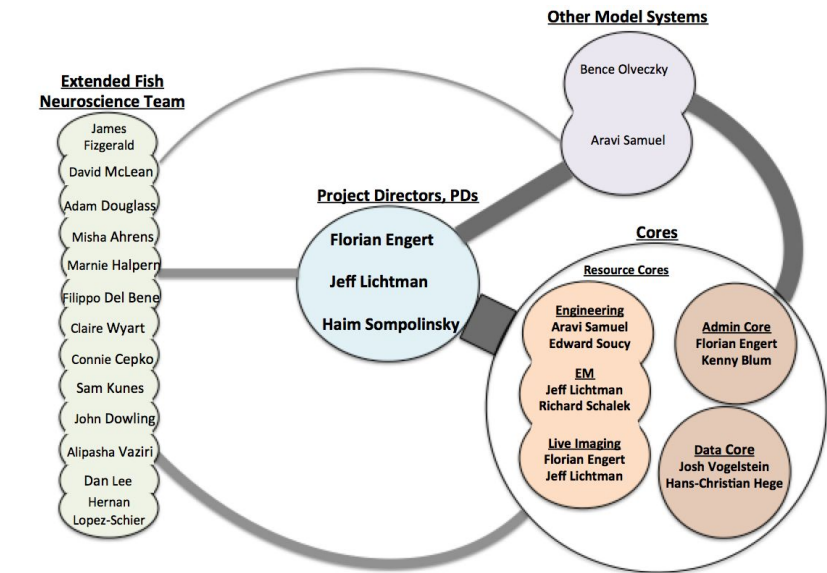 Other Model Systems
Bence Olveczky
Aravi Samuel
Extended Fish
Neuroscience Team
James
Fizgerald
David McLean
Adam Douglass
Misha Ahrens
Marnie Halpern
Filippo Del Bene
Claire Wyart
Connie Cepko
Sam Kunes
John Dowling
Alipasha Vaziri
Dan Lee
Hernan
Lopez-Schier
Project Directors, PDs
Florian Engert
Jeff Lichtman
Haim Sompolinsky
Cores
Resource Cores
Engineering
Aravi Samuel
Edward Soucy
EM
Jeff Lichtman
Richard Schalek
Live Imaging
Florian Engert
Jeff Lichtman
Admin Core
Florian Engert
Kenny Blum
Data Core
Josh Vogelstein
Hans-Christian Hege